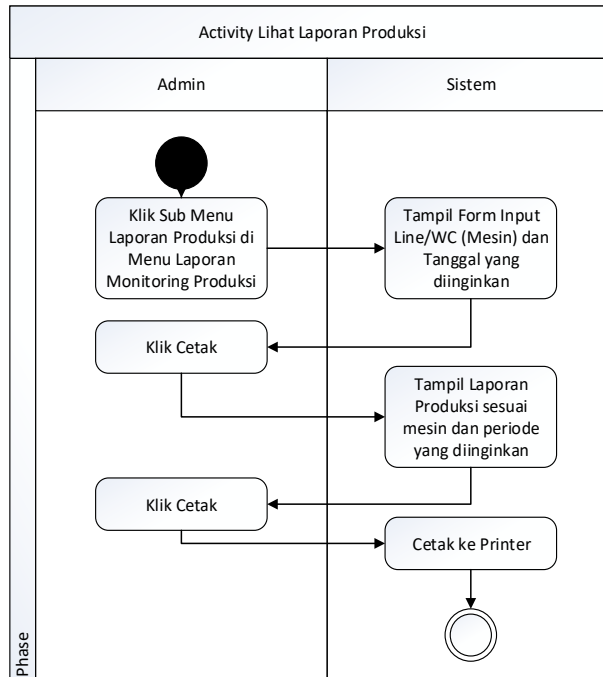 Activity Lihat Laporan Produksi
Admin
Sistem
Klik Sub Menu
Laporan Produksi di
Menu Laporan
Monitoring Produksi
Tampil Form Input
Line/WC (Mesin) dan
Tanggal yang
diinginkan
Klik Cetak
Tampil Laporan
Produksi sesuai
mesin dan periode
yang diinginkan
Klik Cetak
Cetak ke Printer
Phase